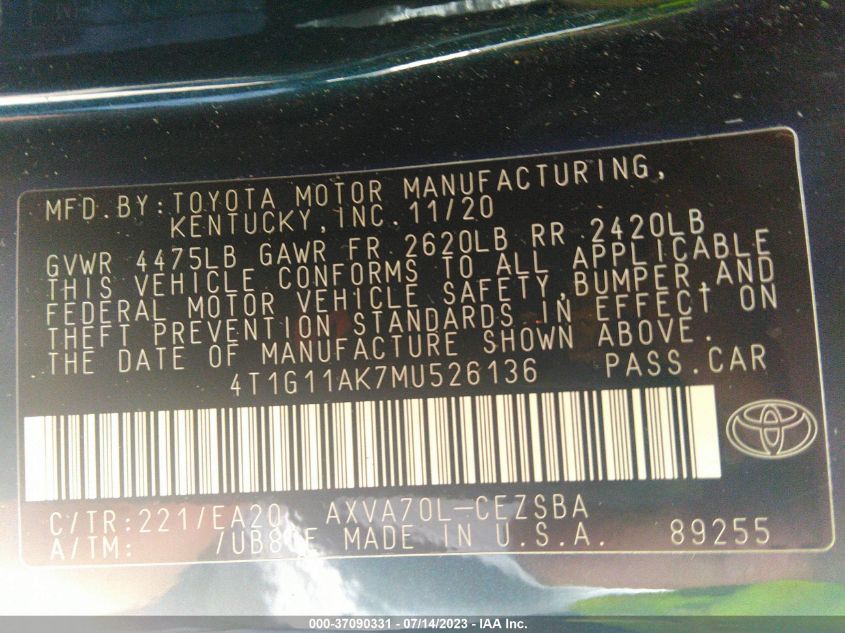 MFD.BY:TOYOTA MOTOR MANUFACTURING,
KENTUCKY,INC.11/20
GVWR 4475LB GAWR FR 2620LB RR 2420LB
THIS VEHICLE CONFORMS TO ALL APPLICABLE
FEDERAL MOTOR VEHICLE SAFETY,BUMPER,AND
THEFT PREVENTION STANDARDS IN EFFECT ON
THE DATE OF MANUFACTURE SHOWN ABOVE.
4T1G11AK7MU526136 PASS.CAR
C/TR:221/EA20 AXVA70L-CEZSBA
A/TM: /UB80E MADE IN U.S.A. 89255
000-37090331 - 07/14/2023 - IAA Inc.